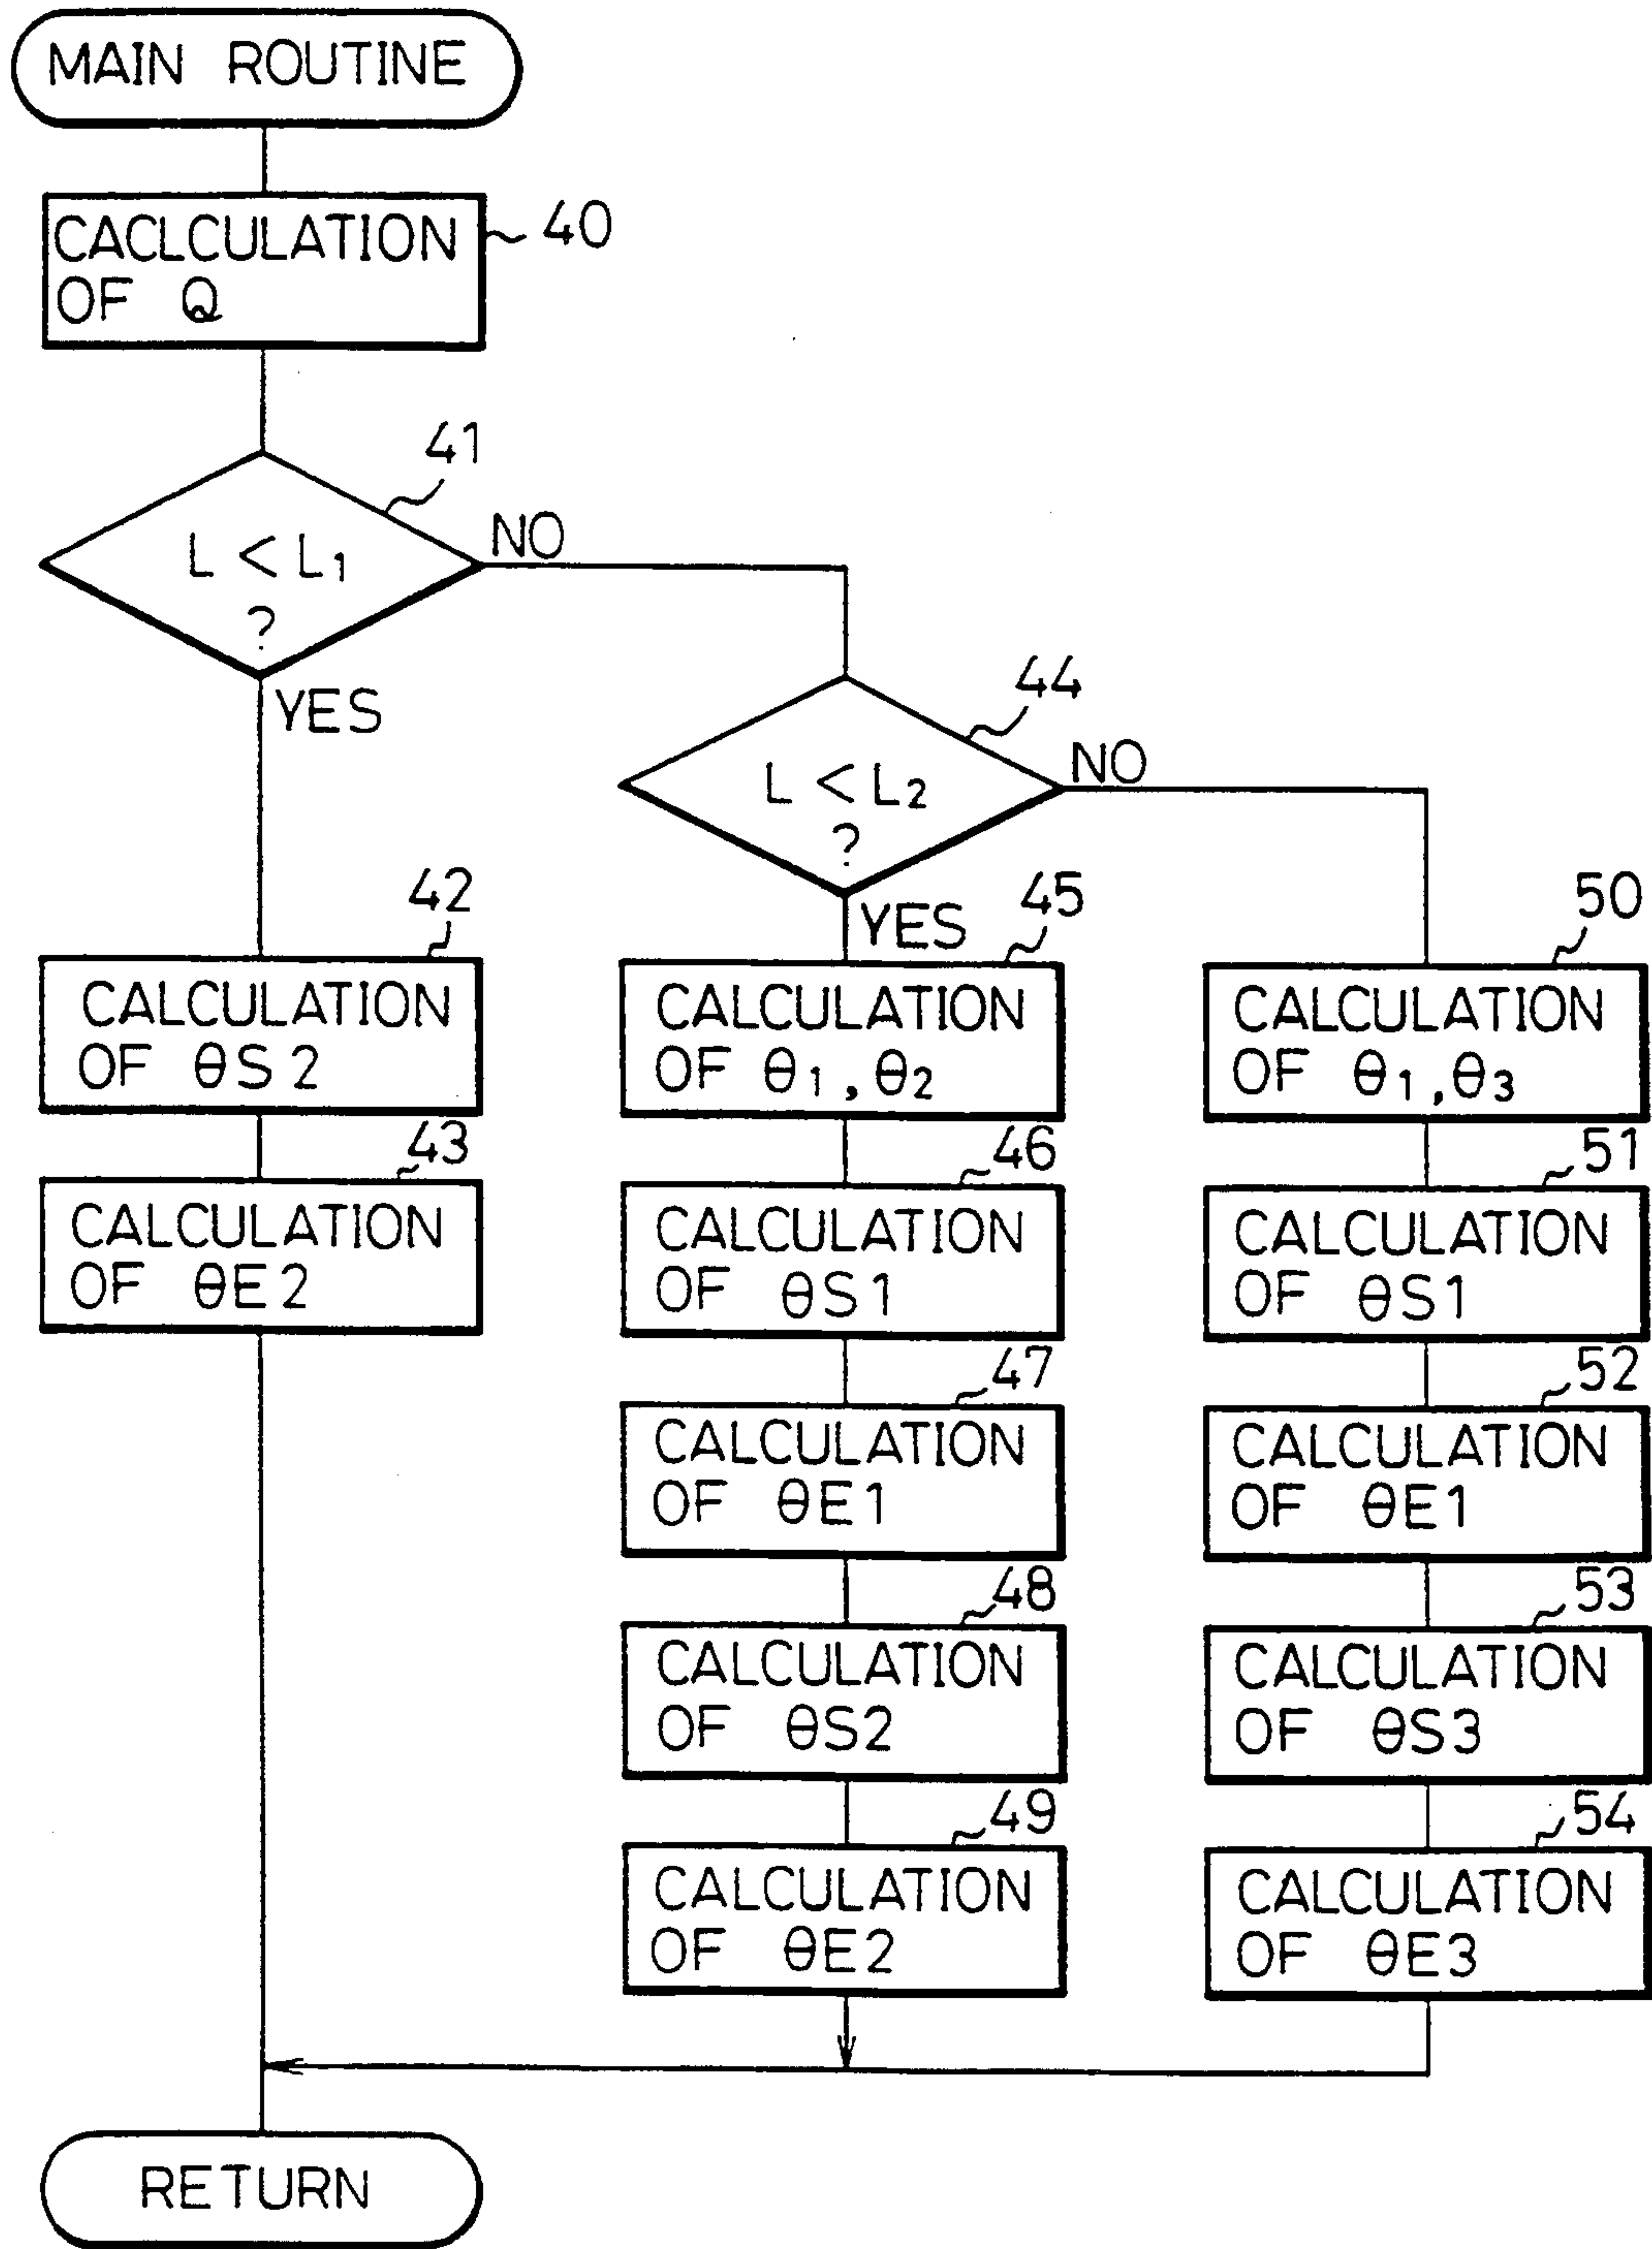 MAIN ROUTINE
CACLCULATION
OF Q
40
41
L < L1
?
NO
YES
42
CALCULATION
OF θS2
43
CALCULATION
OF θE2
44
L < L2
?
NO
YES
45
CALCULATION
OF θ1, θ2
46
CALCULATION
OF θS1
47
CALCULATION
OF θE1
48
CALCULATION
OF θS2
49
CALCULATION
OF θE2
50
CALCULATION
OF θ1, θ3
51
CALCULATION
OF θS1
52
CALCULATION
OF θE1
53
CALCULATION
OF θS3
54
CALCULATION
OF θE3
RETURN